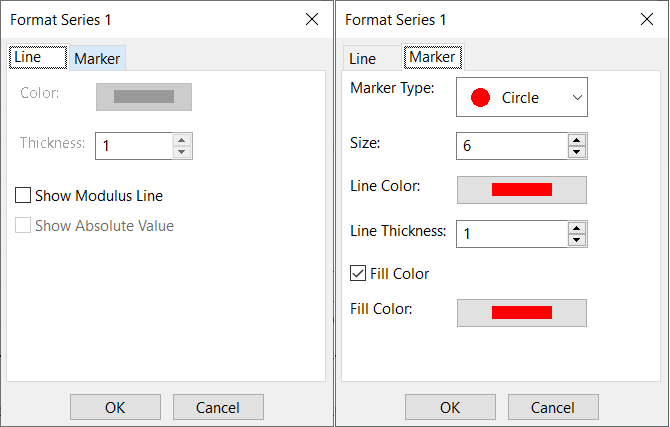 Format Series 1
Line
Marker
Color:
Thickness:
1
Show Modulus Line
Show Absolute Value
OK
Cancel
Format Series 1
Line
Marker
Marker Type:
Circle
Size:
6
Line Color:
Line Thickness:
1
Fill Color
Fill Color:
OK
Cancel